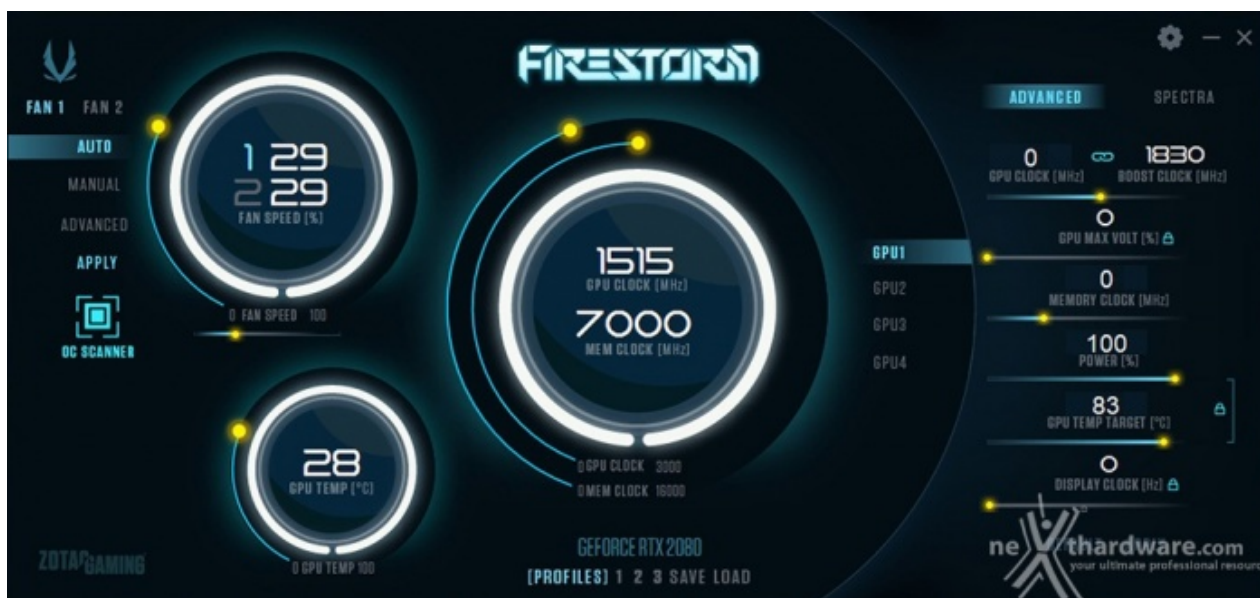 FIRESTORM
FAN 1 FAN 2
AUTO
MANUAL
ADVANCED
APPLY
OC SCANNER
1 29
2 29
FAN SPEED [%]
0 FAN SPEED 100
28
GPU TEMP [°C]
0 GPU TEMP 100
1515
GPU CLOCK [MHz]
7000
MEM CLOCK [MHz]
0 GPU CLOCK 3000
0 MEM CLOCK 16000
GPU1
GPU2
GPU3
GPU4
ADVANCED SPECTRA
0 1830
GPU CLOCK [MHz] BOOST CLOCK [MHz]
0
GPU MAX VOLT [%]
0
MEMORY CLOCK [MHz]
100
POWER [%]
83
GPU TEMP TARGET [°C]
0
DISPLAY CLOCK [Hz]
ZOTAC GAMING
GEFORCE RTX 2080
[PROFILES] 1 2 3 SAVE LOAD
nexthardware.com
your ultimate professional resource